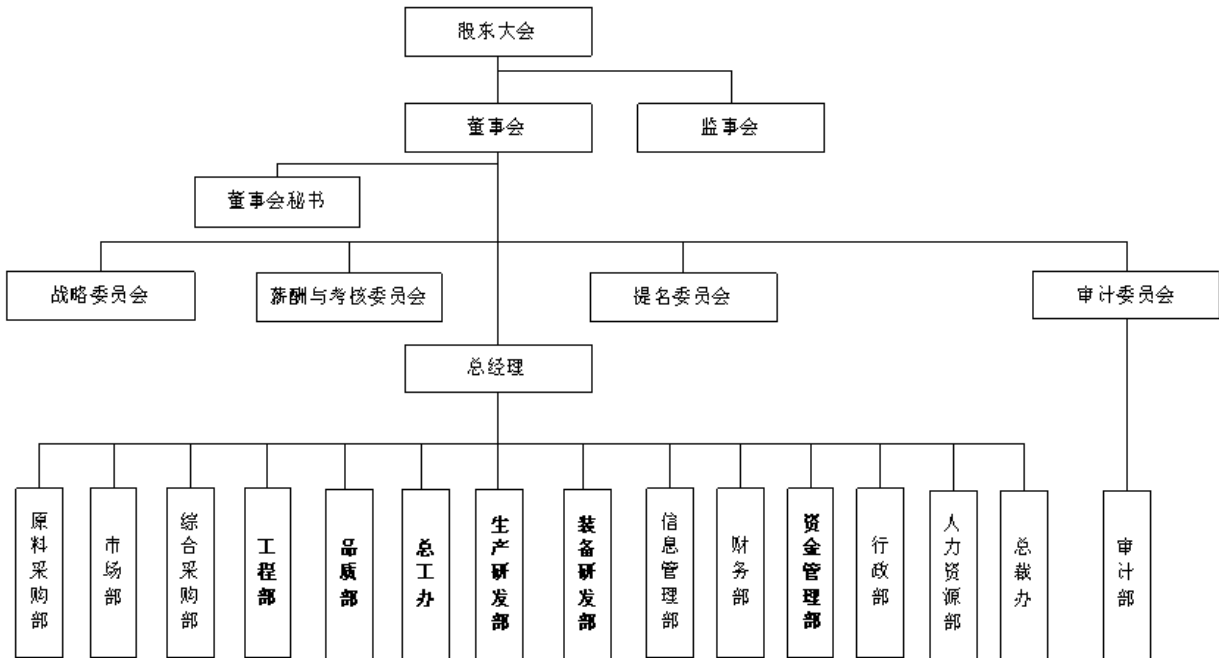 股东大会
董事会
监事会
董事会秘书
战略委员会
薪酬与考核委员会
提名委员会
审计委员会
总经理
原料采购部
市场部
综合采购部
工程部
品质部
总工办
生产研发部
装备研发部
信息管理部
财务部
资金管理部
行政部
人力资源部
总裁办
审计部